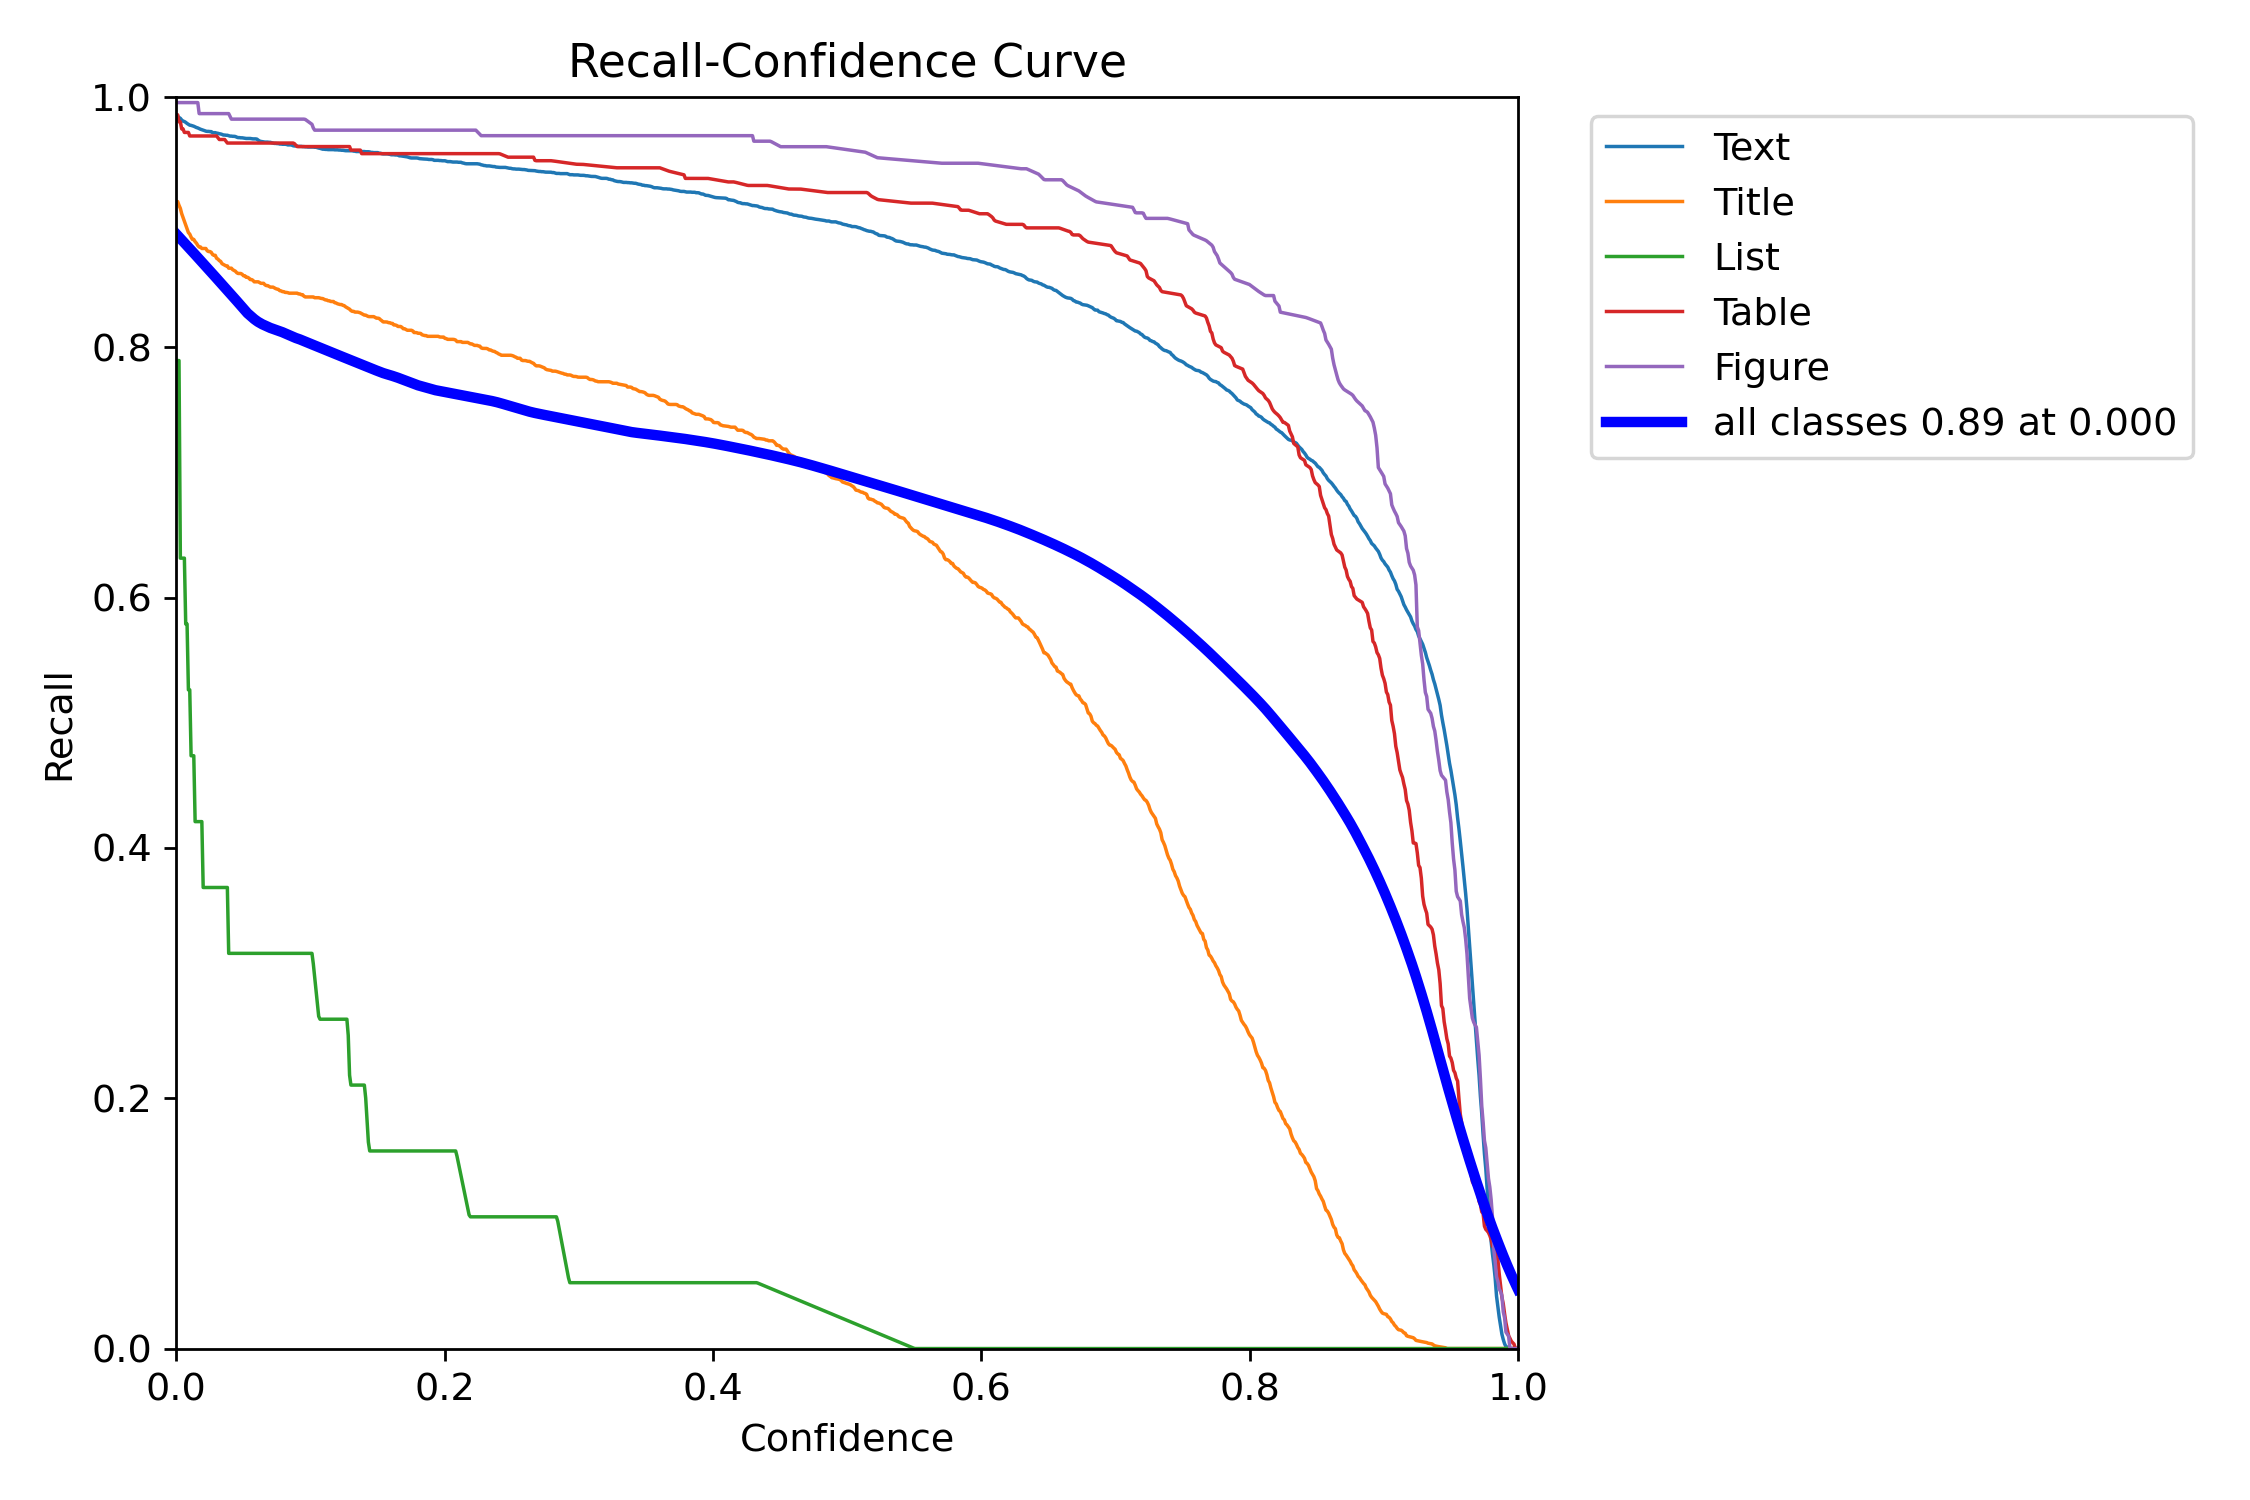 Recall-Confidence Curve
1.0
0.8
0.6
0.4
0.2
0.0
Recall
0.0 0.2 0.4 0.6 0.8 1.0
Confidence
Text
Title
List
Table
Figure
all classes 0.89 at 0.000